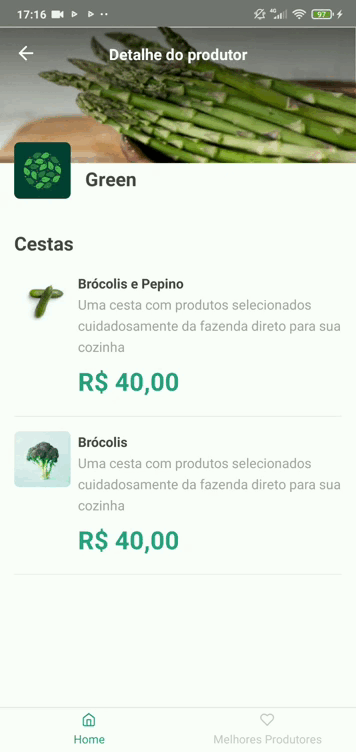 17:16 4G 97
Detalhe do produtor
Green
Cestas
Brócolis e Pepino
Uma cesta com produtos selecionados
cuidadosamente da fazenda direto para sua
cozinha
R$ 40,00
Brócolis
Uma cesta com produtos selecionados
cuidadosamente da fazenda direto para sua
cozinha
R$ 40,00
Home Melhores Produtores